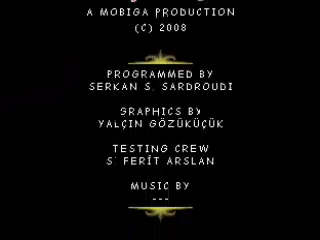 A MOBIGA PRODUCTION
(C) 2008
PROGRAMMED BY
SERKAN S. SARDROUDI
GRAPHICS BY
YALÇIN GÖZÜKÜÇÜK
TESTING CREW
S. FERİT ARSLAN
MUSIC BY
---